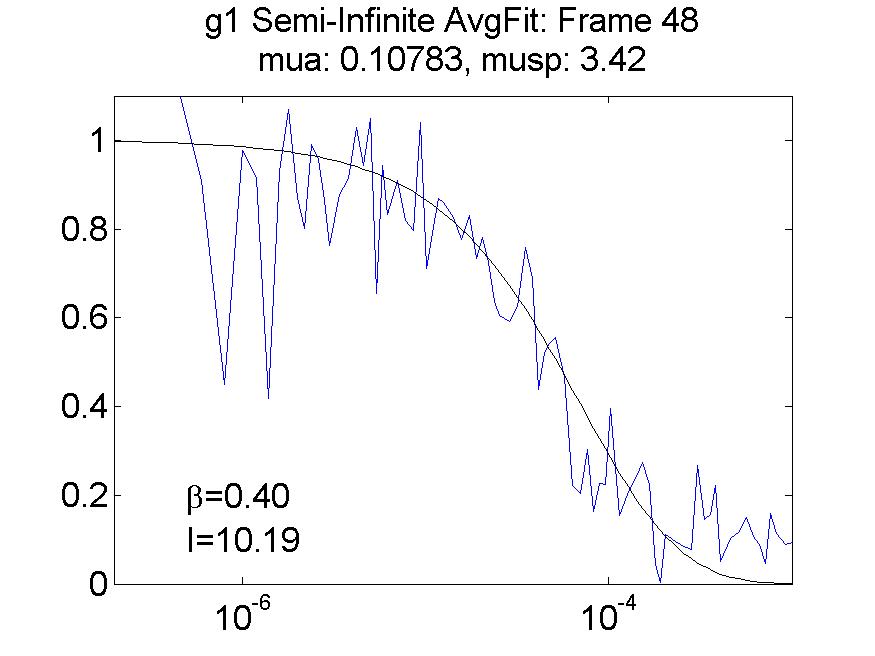 g1 Semi-Infinite AvgFit: Frame 48
mua: 0.10783, musp: 3.42
1
0.8
0.6
0.4
0.2
0
β=0.40
I=10.19
10^-6
10^-4